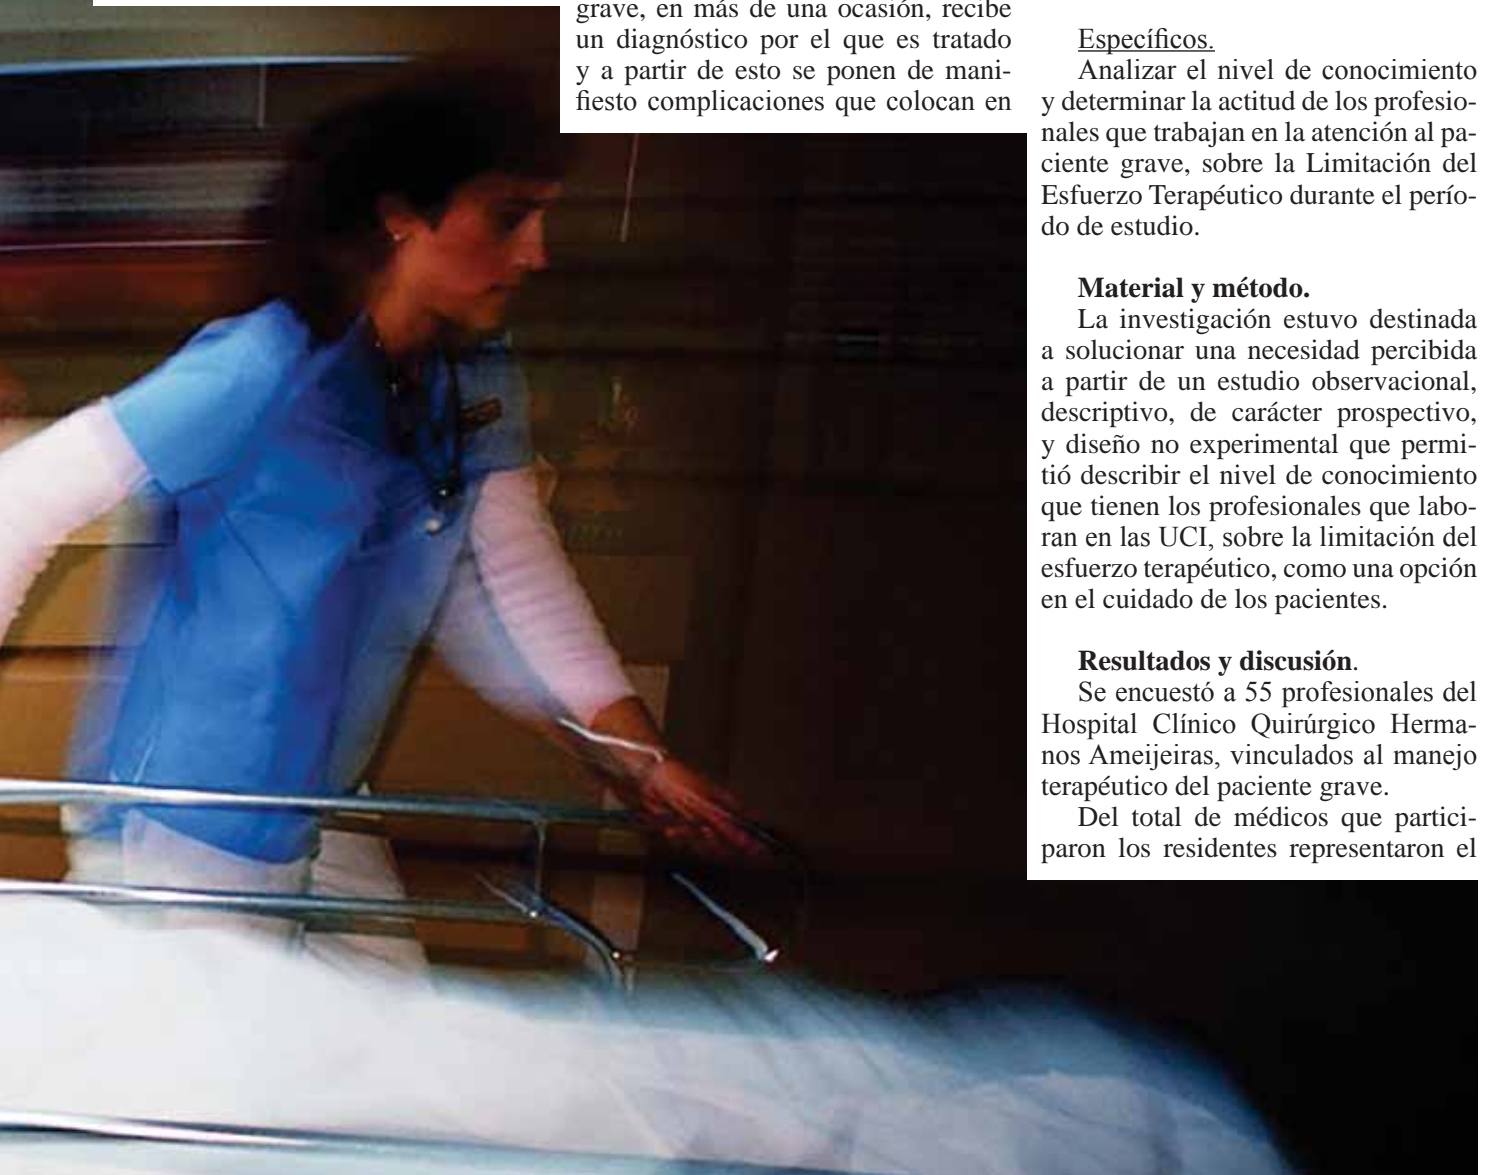 grave, en más de una ocasión, recibe
un diagnóstico por el que es tratado
y a partir de esto se ponen de mani-
fiesto complicaciones que colocan en
Específicos.
Analizar el nivel de conocimiento
y determinar la actitud de los profesio-
nales que trabajan en la atención al pa-
ciente grave, sobre la Limitación del
Esfuerzo Terapéutico durante el perío-
do de estudio.
Material y método.
La investigación estuvo destinada
a solucionar una necesidad percibida
a partir de un estudio observacional,
descriptivo, de carácter prospectivo,
y diseño no experimental que permi-
tió describir el nivel de conocimiento
que tienen los profesionales que labo-
ran en las UCI, sobre la limitación del
esfuerzo terapéutico, como una opción
en el cuidado de los pacientes.
Resultados y discusión.
Se encuestó a 55 profesionales del
Hospital Clínico Quirúrgico Herma-
nos Ameijeiras, vinculados al manejo
terapéutico del paciente grave.
Del total de médicos que partici-
paron los residentes representaron el